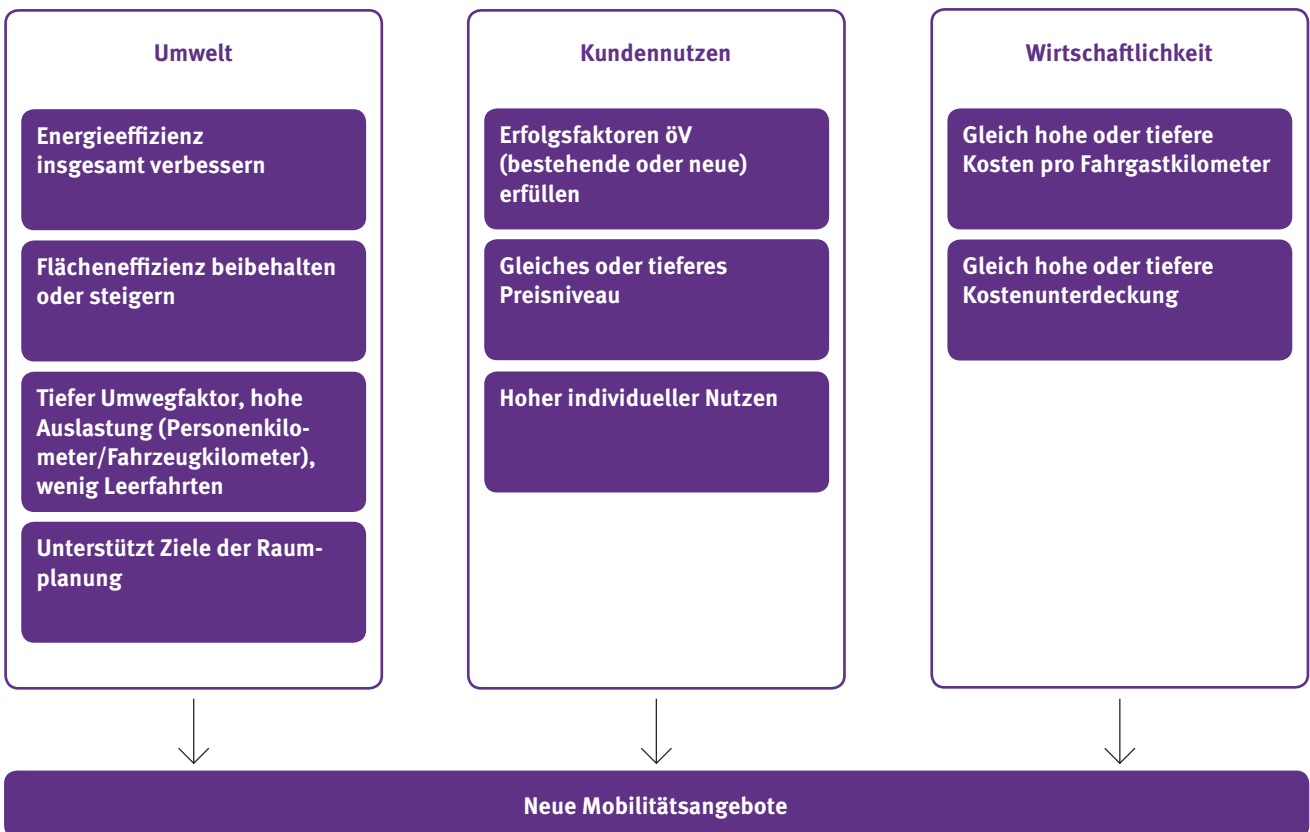 Umwelt
Energieeffizienz
insgesamt verbessern
Flächeneffizienz beibehalten
oder steigern
Tiefer Umwegfaktor, hohe
Auslastung (Personenkilo-
meter/Fahrzeugkilometer),
wenig Leerfahrten
Unterstützt Ziele der Raum-
planung
Kundennutzen
Erfolgsfaktoren öV
(bestehende oder neue)
erfüllen
Gleiches oder tieferes
Preisniveau
Hoher individueller Nutzen
Wirtschaftlichkeit
Gleich hohe oder tiefere
Kosten pro Fahrgastkilometer
Gleich hohe oder tiefere
Kostenunterdeckung
Neue Mobilitätsangebote